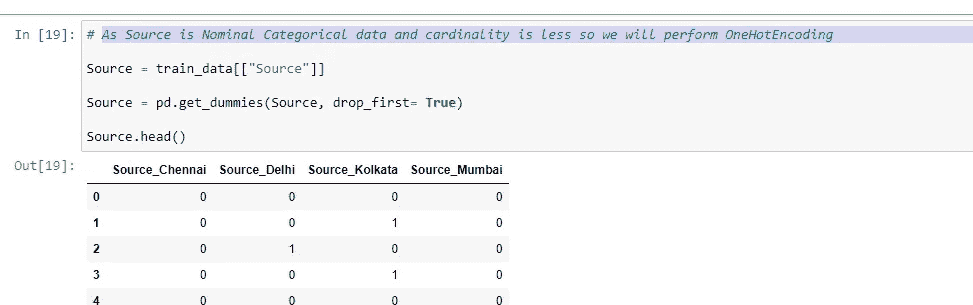 In [19]: # As Source is Nominal Categorical data and cardinality is less so we will perform OneHotEncoding
Source = train_data[["Source"]]
Source = pd.get_dummies(Source, drop_first= True)
Source.head()
Out[19]:
Source_Chennai Source_Delhi Source_Kolkata Source_Mumbai
0 0 0 0 0
1 0 0 1 0
2 0 1 0 0
3 0 0 1 0
4 0 0 0 0